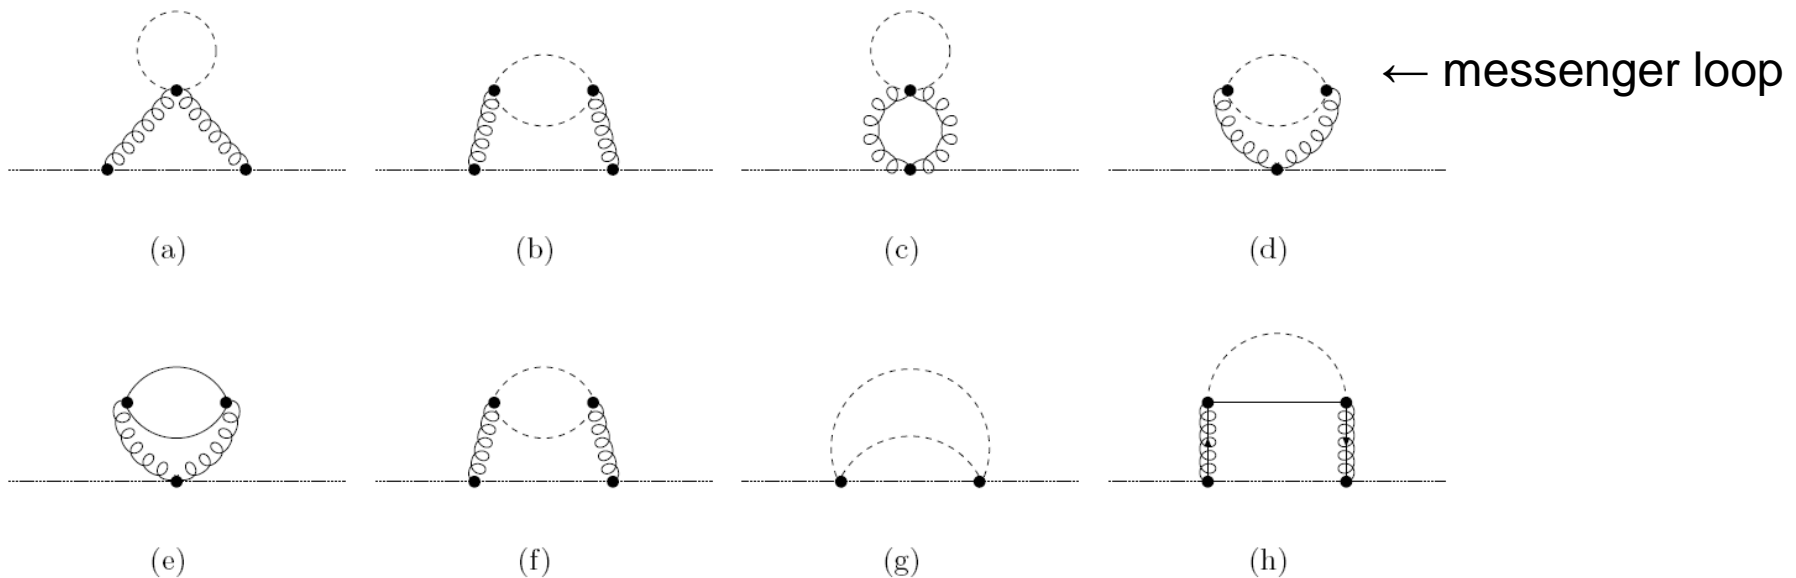 ← messenger loop
(a) (b) (c) (d)
(e) (f) (g) (h)